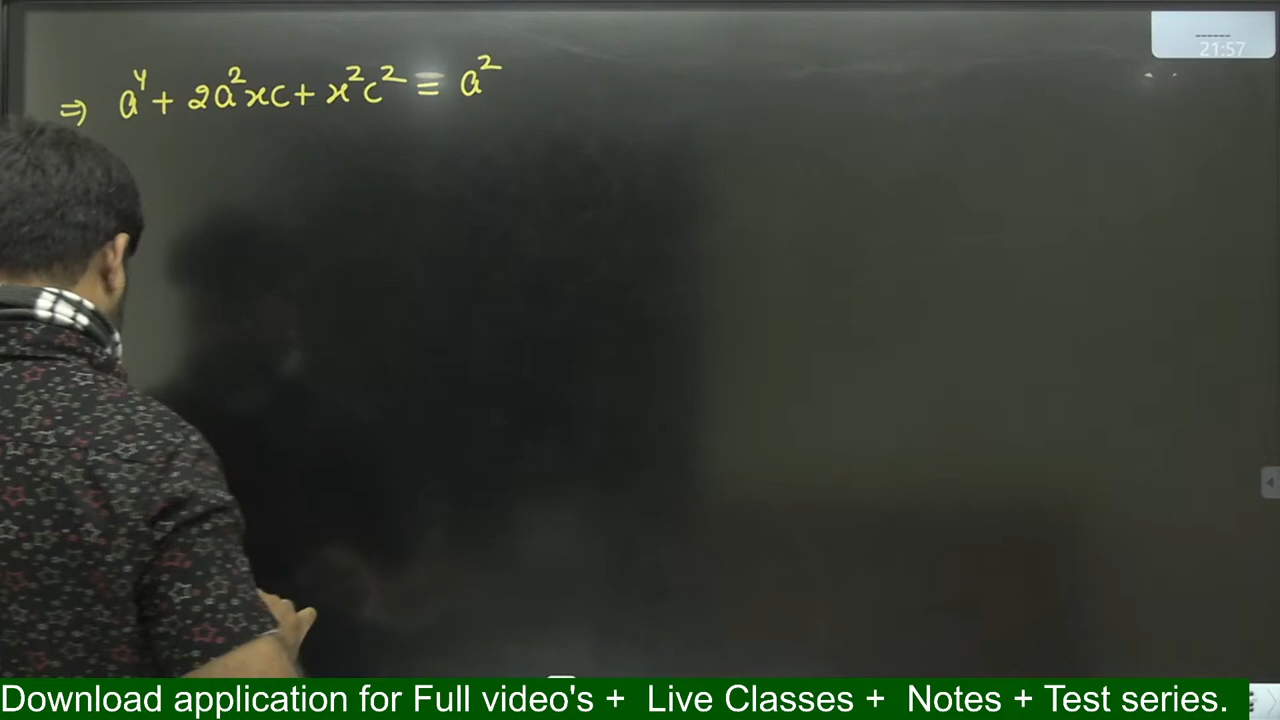 21:57
⇒ a⁴ + 2a²xc + x²c² = a²
Download application for Full video's + Live Classes + Notes + Test series.